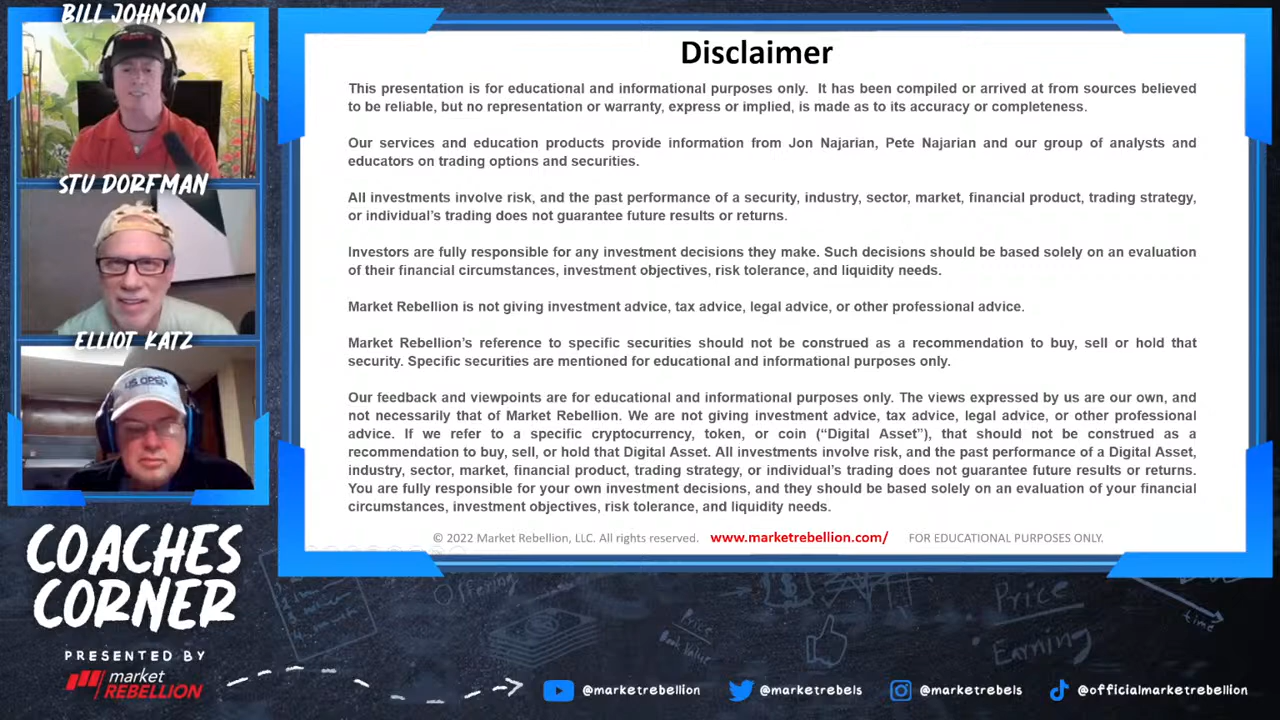 BILL JOHNSON
STU DORFMAN
ELLIOT KATZ
US OPEN
COACHES
CORNER
PRESENTED BY
market
REBELLION
Disclaimer
This presentation is for educational and informational purposes only. It has been compiled or arrived at from sources believed
to be reliable, but no representation or warranty, express or implied, is made as to its accuracy or completeness.
Our services and education products provide information from Jon Najarian, Pete Najarian and our group of analysts and
educators on trading options and securities.
All investments involve risk, and the past performance of a security, industry, sector, market, financial product, trading strategy,
or individual's trading does not guarantee future results or returns.
Investors are fully responsible for any investment decisions they make. Such decisions should be based solely on an evaluation
of their financial circumstances, investment objectives, risk tolerance, and liquidity needs.
Market Rebellion is not giving investment advice, tax advice, legal advice, or other professional advice.
Market Rebellion's reference to specific securities should not be construed as a recommendation to buy, sell or hold that
security. Specific securities are mentioned for educational and informational purposes only.
Our feedback and viewpoints are for educational and informational purposes only. The views expressed by us are our own, and
not necessarily that of Market Rebellion. We are not giving investment advice, tax advice, legal advice, or other professional
advice. If we refer to a specific cryptocurrency, token, or coin (“Digital Asset”), that should not be construed as a
recommendation to buy, sell, or hold that Digital Asset. All investments involve risk, and the past performance of a Digital Asset,
industry, sector, market, financial product, trading strategy, or individual's trading does not guarantee future results or returns.
You are fully responsible for your own investment decisions, and they should be based solely on an evaluation of your financial
circumstances, investment objectives, risk tolerance, and liquidity needs.
© 2022 Market Rebellion, LLC. All rights reserved. www.marketrebellion.com/ FOR EDUCATIONAL PURPOSES ONLY.
Offering
Price
Book Value
Price
Earning
time
@marketrebellion
@marketrebels
@marketrebels
@officialmarketrebellion